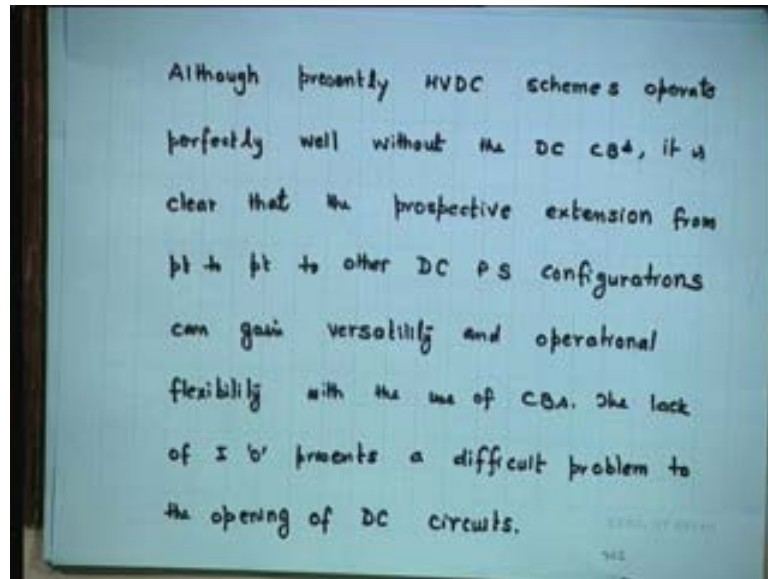 Although presently HVDC schemes operate
perfectly well without the DC CBs, it is
clear that the prospective extension from
pt to pt to other DC PS configurations
can gain versatility and operational
flexibility with the use of CBs. The lack
of I 'o' presents a difficult problem to
the opening of DC circuits.